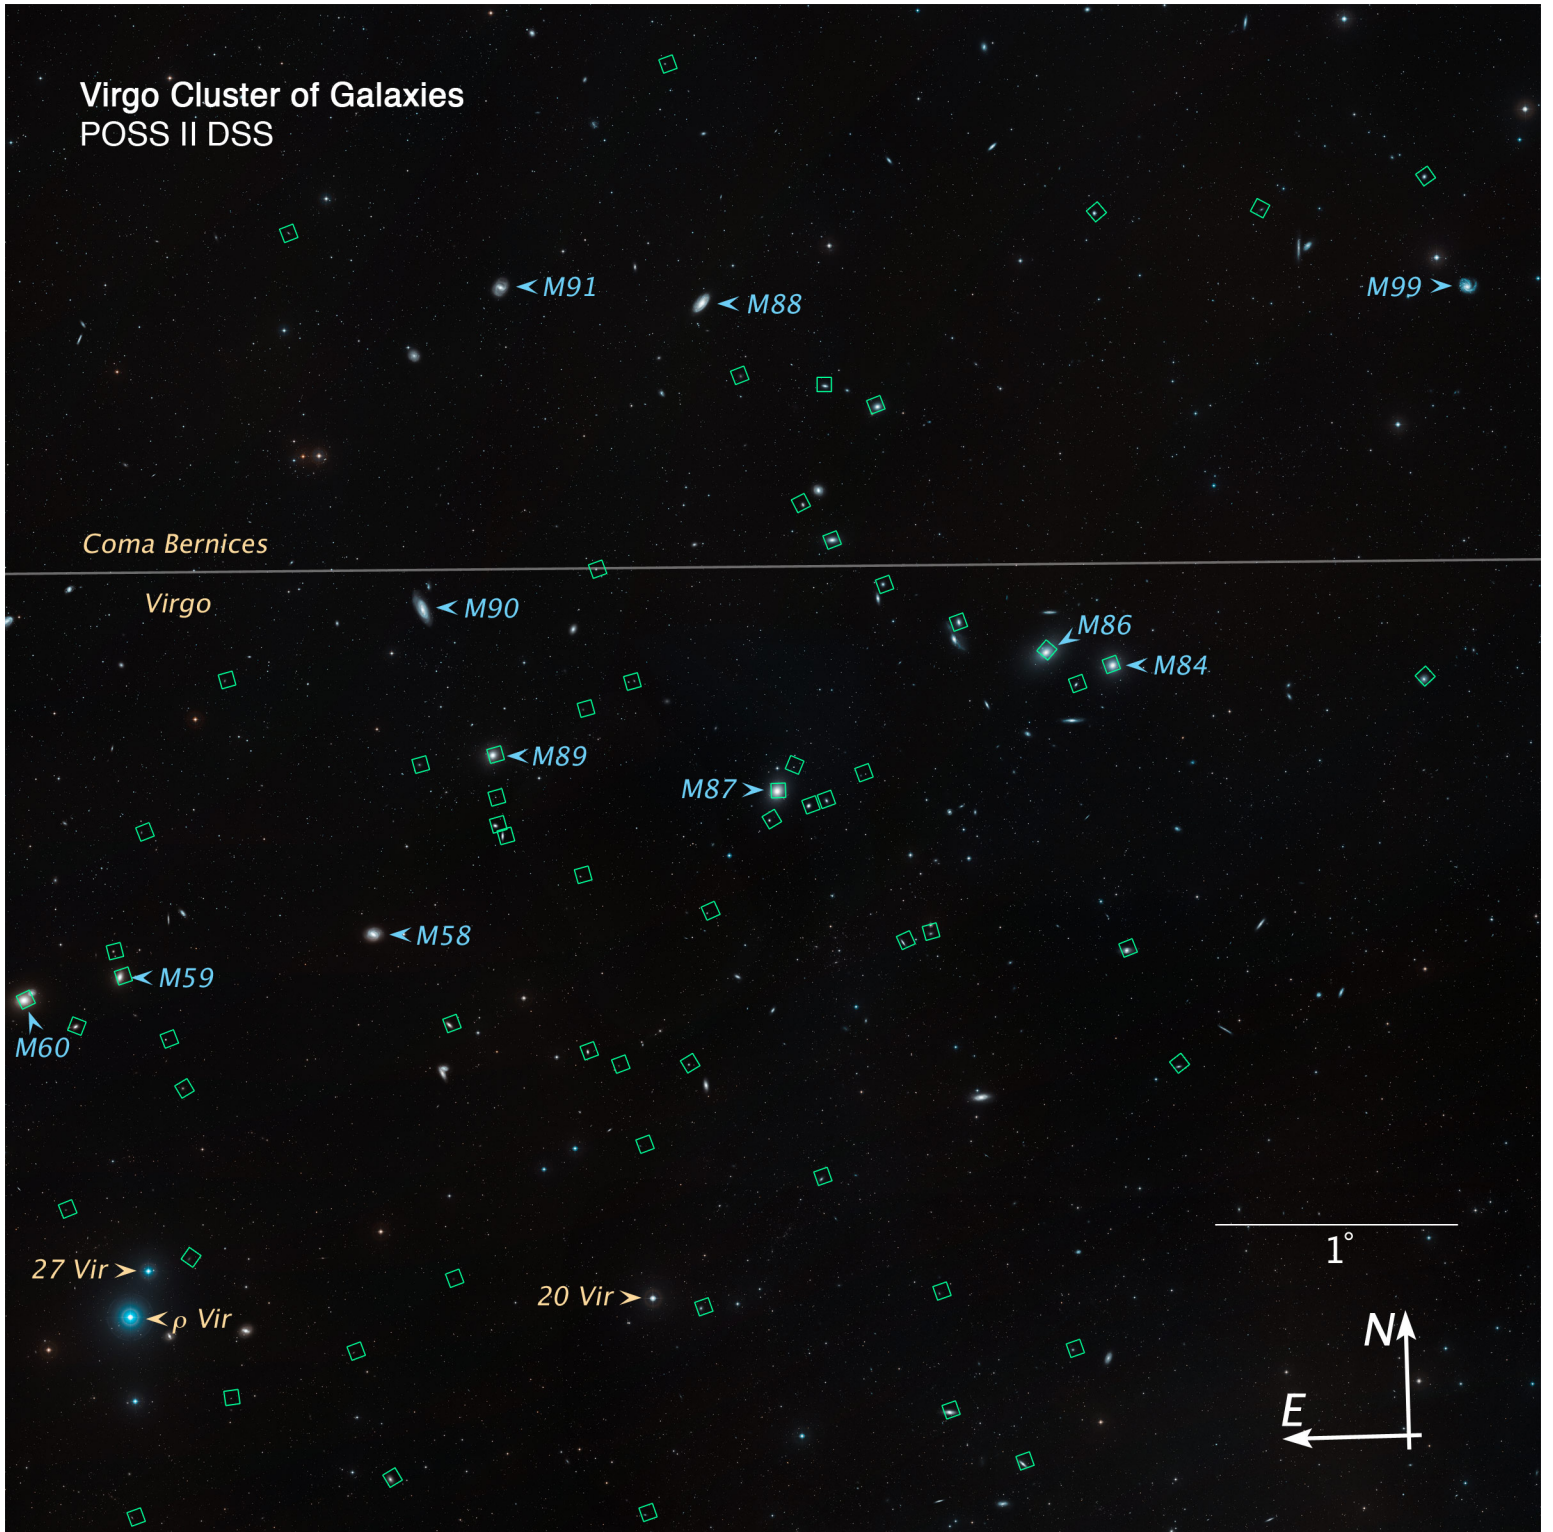 Virgo Cluster of Galaxies
POSS II DSS
M91
M88
M99
Coma Bernices
Virgo
M90
M86
M84
M89
M87
M58
M59
M60
27 Vir
ρ Vir
20 Vir
1°
N
E